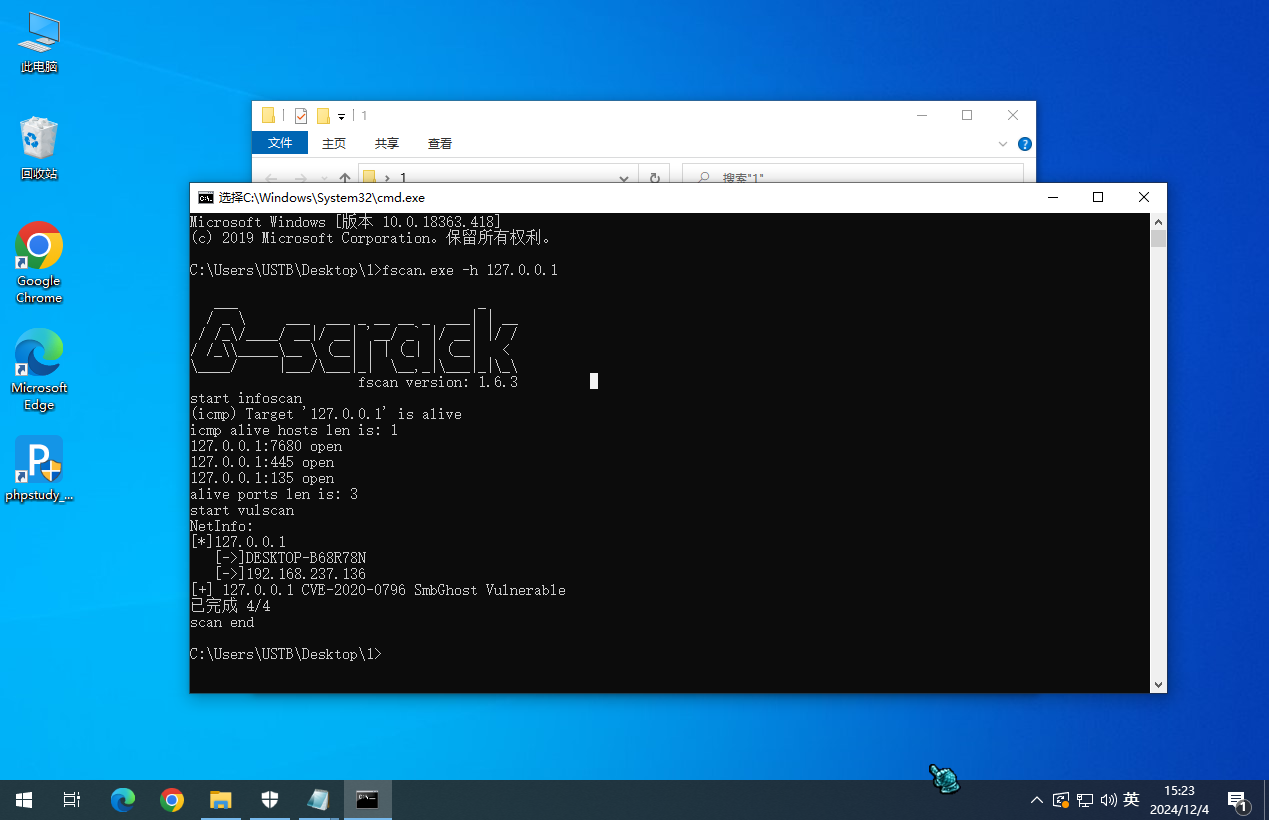 此电脑
回收站
Google
Chrome
Microsoft
Edge
phpstudy_...
1
文件 主页 共享 查看
1
搜索"1"
选择C:\Windows\System32\cmd.exe
Microsoft Windows [版本 10.0.18363.418]
(c) 2019 Microsoft Corporation。保留所有权利。
C:\Users\USTB\Desktop\1>fscan.exe -h 127.0.0.1
fscan version: 1.6.3
start infoscan
(icmp) Target '127.0.0.1' is alive
icmp alive hosts len is: 1
127.0.0.1:7680 open
127.0.0.1:445 open
127.0.0.1:135 open
alive ports len is: 3
start vulscan
NetInfo:
[*]127.0.0.1
[->]DESKTOP-B68R78N
[->]192.168.237.136
[+] 127.0.0.1 CVE-2020-0796 SmbGhost Vulnerable
已完成 4/4
scan end
C:\Users\USTB\Desktop\1>
英
15:23
2024/12/4
1